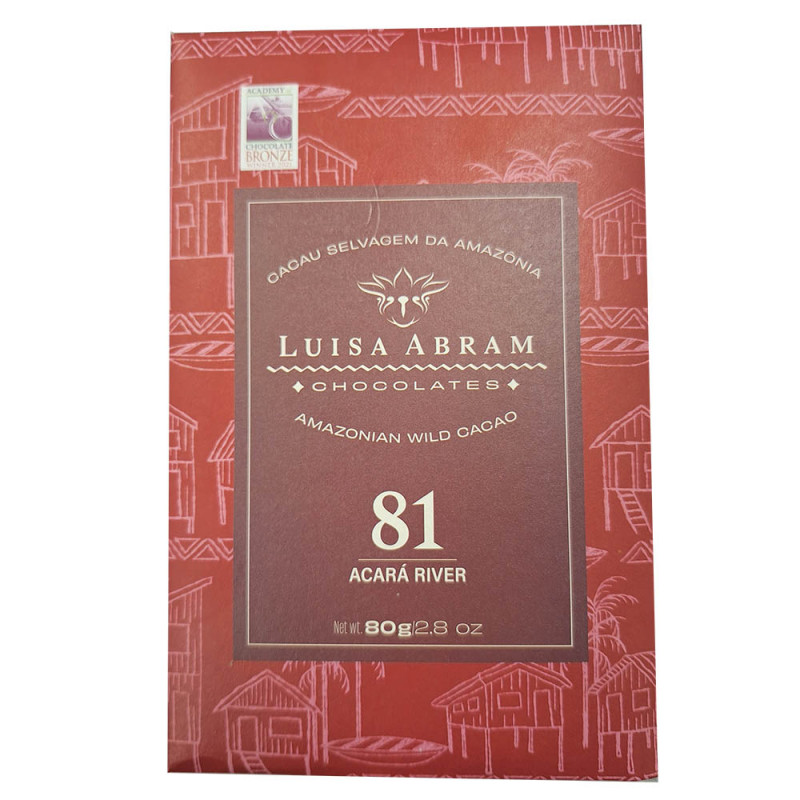 ACADEMY
CHOCOLATE
BRONZE
CACAU SELVAGEM DA AMAZÔNIA
LUISA ABRAM
CHOCOLATES
AMAZONIAN WILD CACAO
81
ACARÁ RIVER
Net wt. 80g|2.8 oz